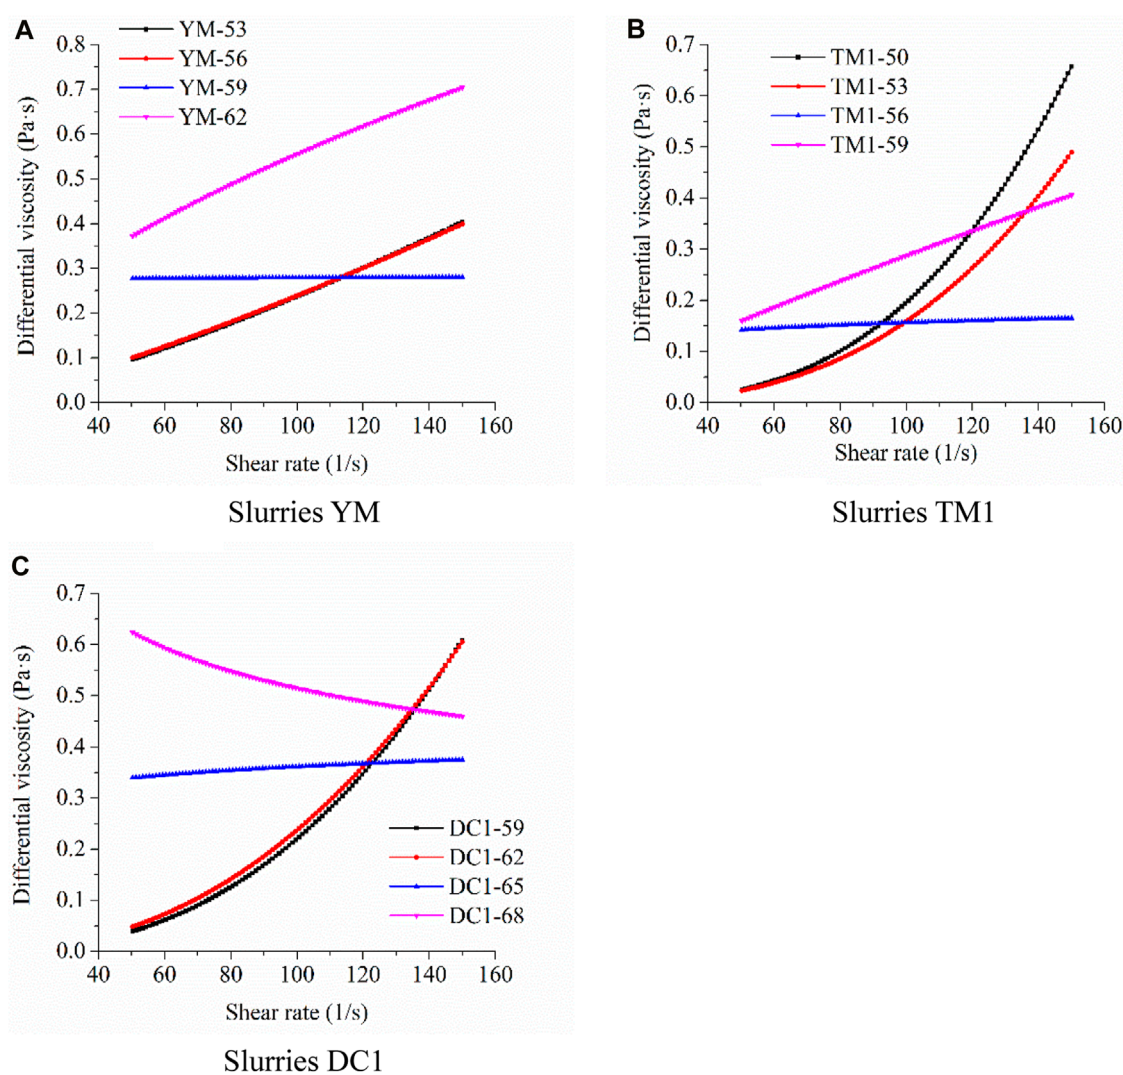 A
YM-53
YM-56
YM-59
YM-62
Differential viscosity (Pa·s)
0.8
0.7
0.6
0.5
0.4
0.3
0.2
0.1
0.0
40 60 80 100 120 140 160
Shear rate (1/s)
Slurries YM
B
TM1-50
TM1-53
TM1-56
TM1-59
Differential viscosity (Pa·s)
0.7
0.6
0.5
0.4
0.3
0.2
0.1
0.0
40 60 80 100 120 140 160
Shear rate (1/s)
Slurries TM1
C
Differential viscosity (Pa·s)
0.7
0.6
0.5
0.4
0.3
0.2
0.1
0.0
DC1-59
DC1-62
DC1-65
DC1-68
40 60 80 100 120 140 160
Shear rate (1/s)
Slurries DC1